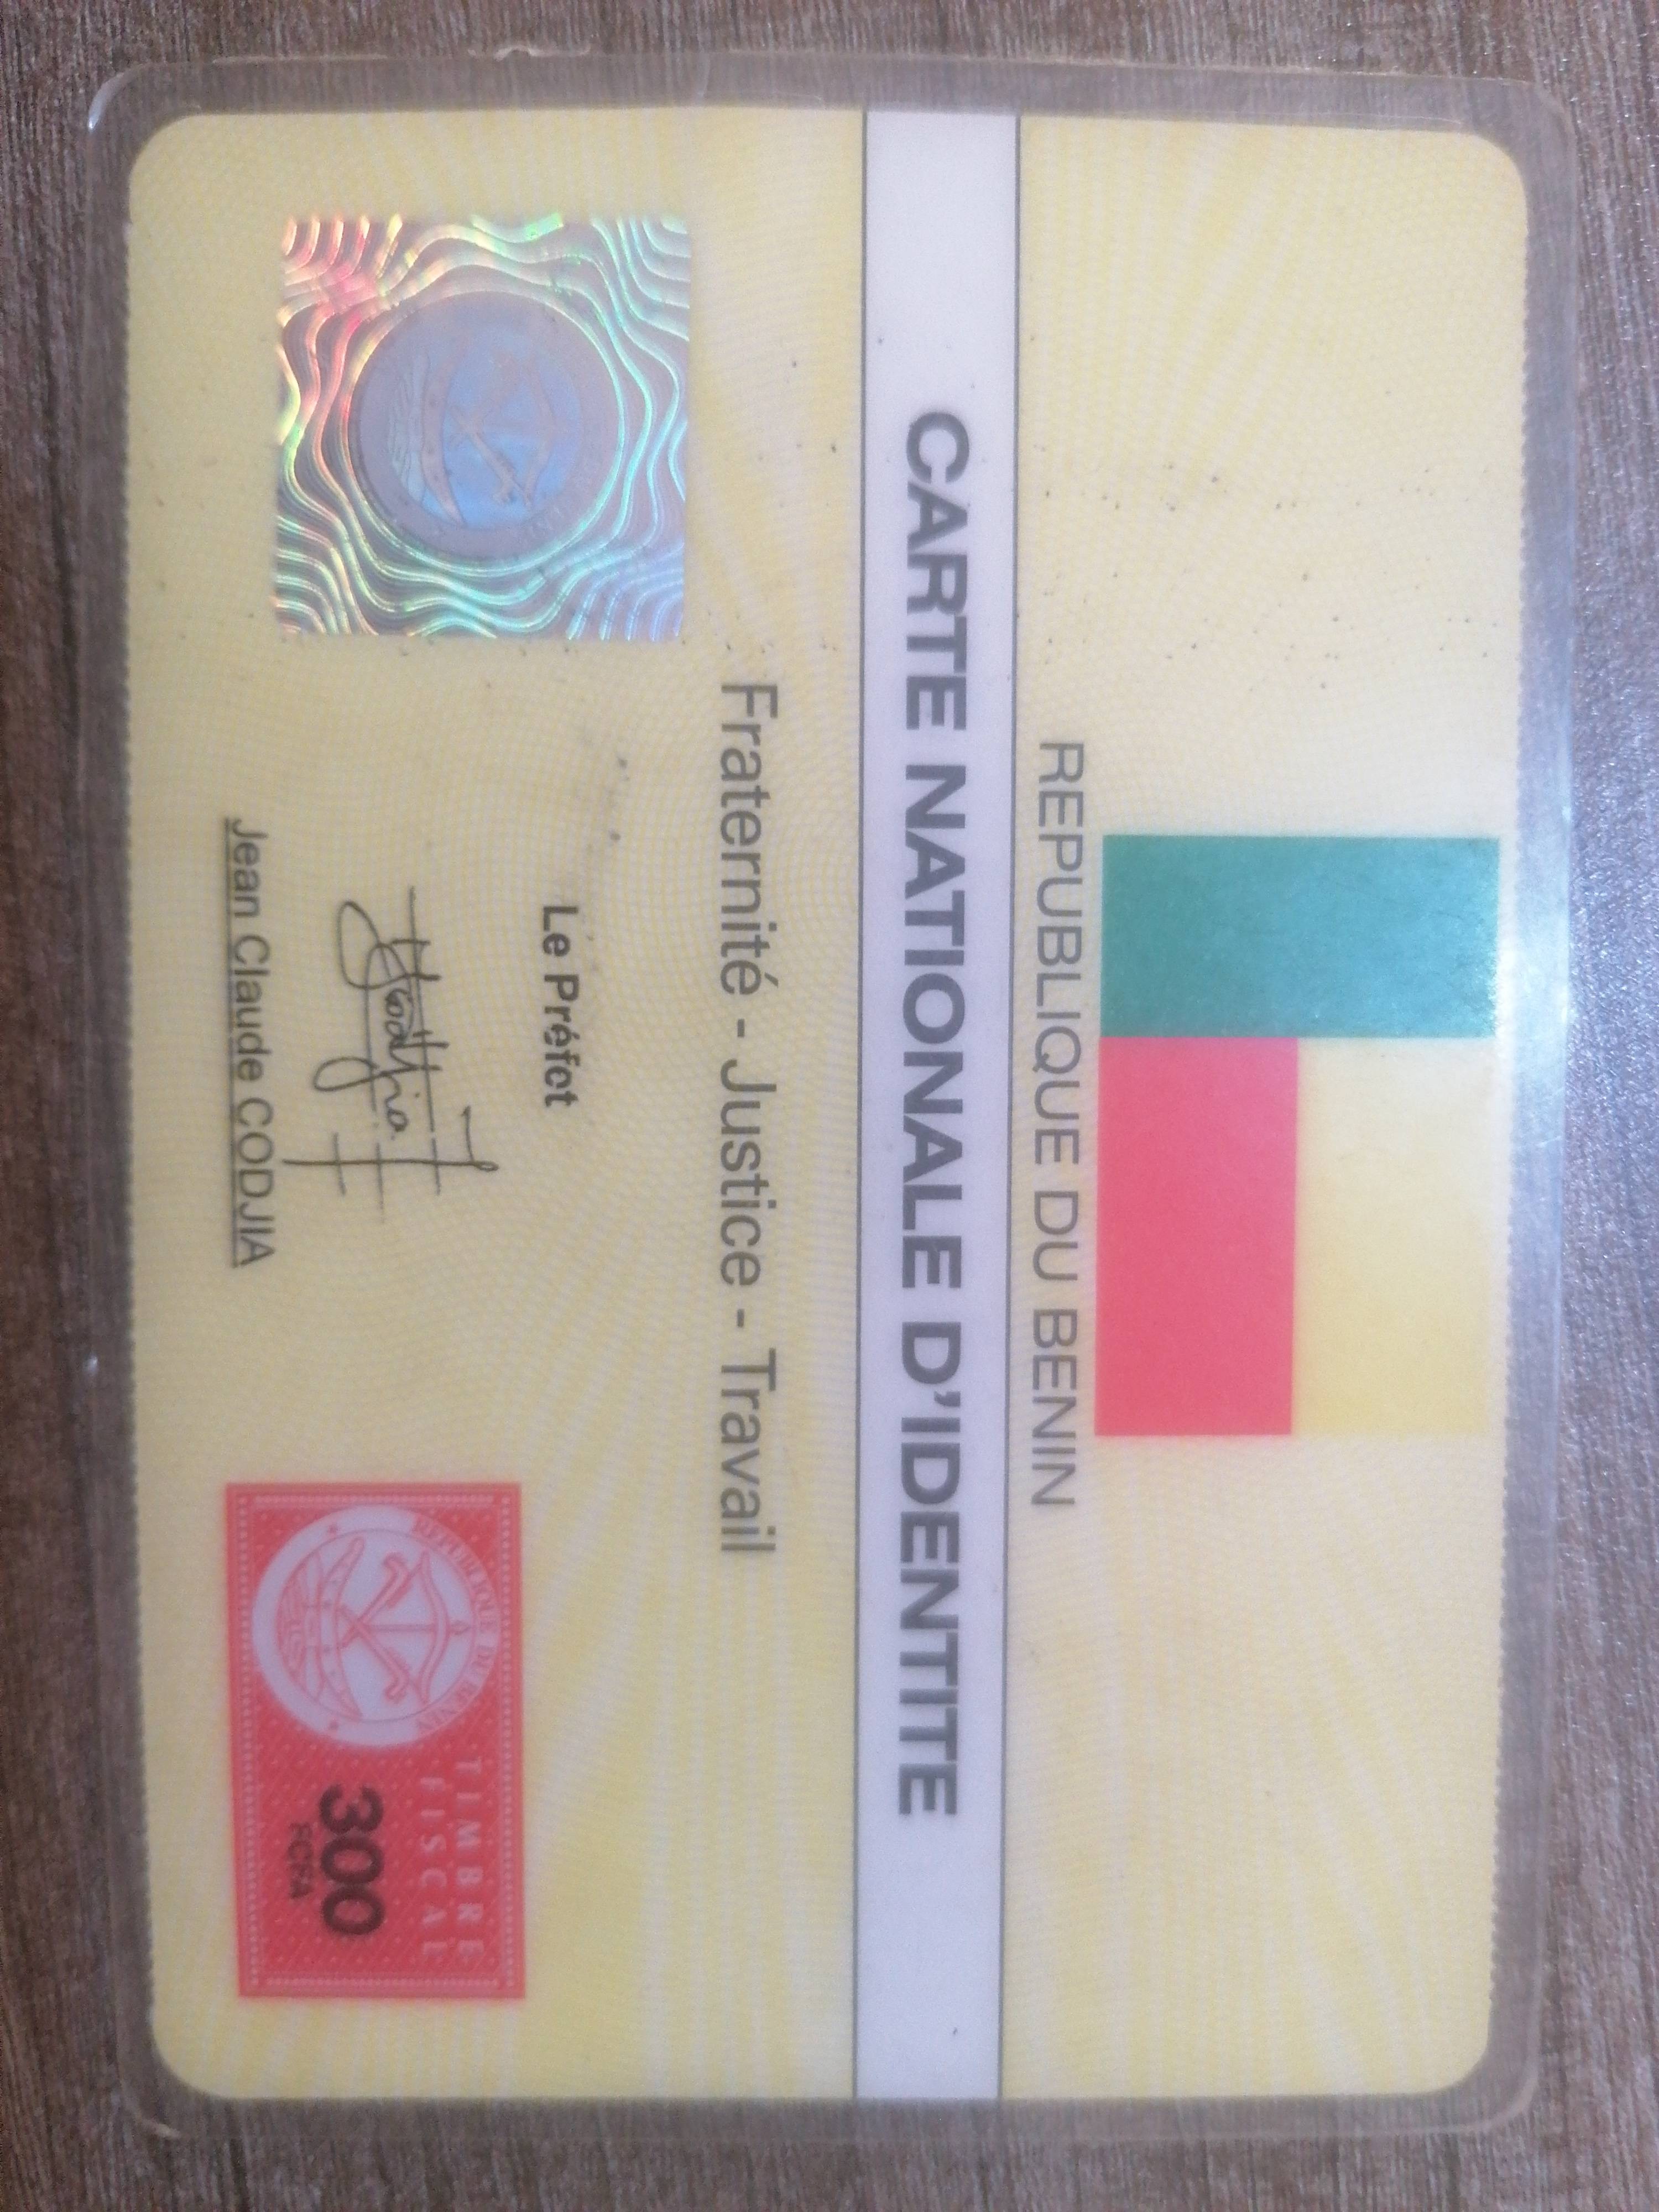 REPUBLIQUE DU BENIN
CARTE NATIONALE D'IDENTITE
Fraternité - Justice - Travail
Le Préfet
Jean Claude CODJIA
REPUBLIQUE DU BENIN
TIMBRE
FISCAL
300
FCFA